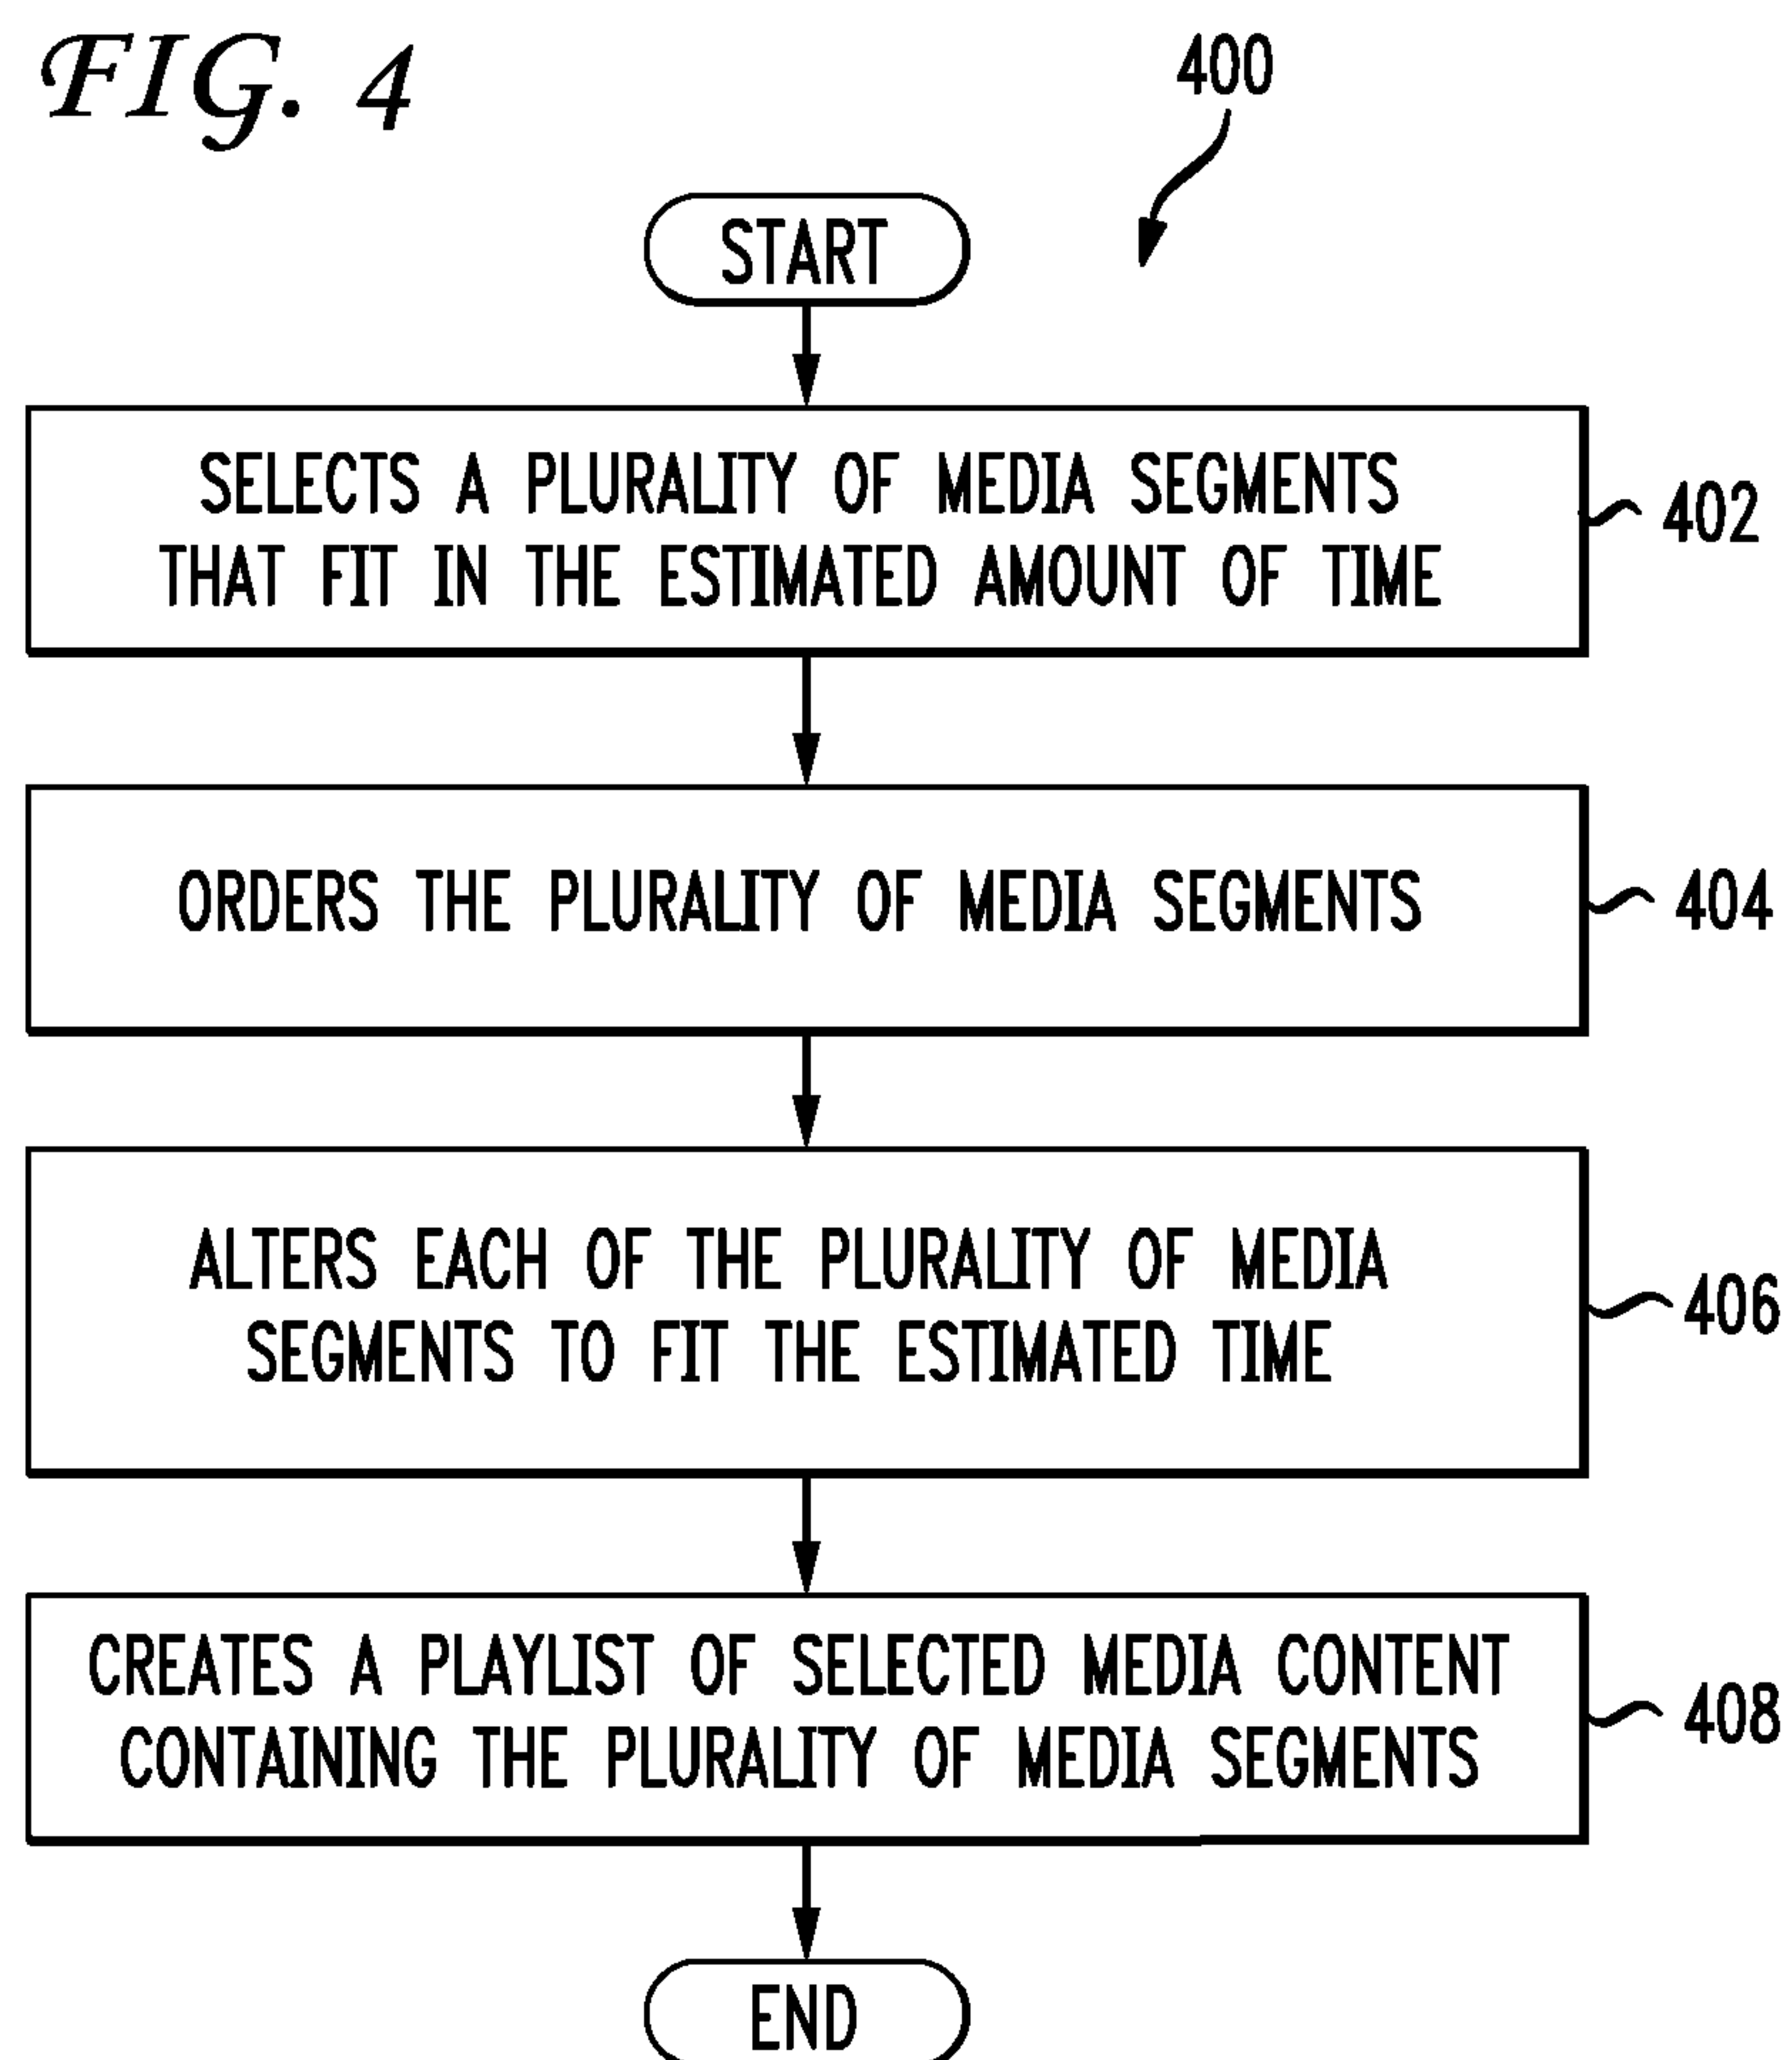 FIG. 4
400
START
SELECTS A PLURALITY OF MEDIA SEGMENTS
THAT FIT IN THE ESTIMATED AMOUNT OF TIME
402
ORDERS THE PLURALITY OF MEDIA SEGMENTS
404
ALTERS EACH OF THE PLURALITY OF MEDIA
SEGMENTS TO FIT THE ESTIMATED TIME
406
CREATES A PLAYLIST OF SELECTED MEDIA CONTENT
CONTAINING THE PLURALITY OF MEDIA SEGMENTS
408
END